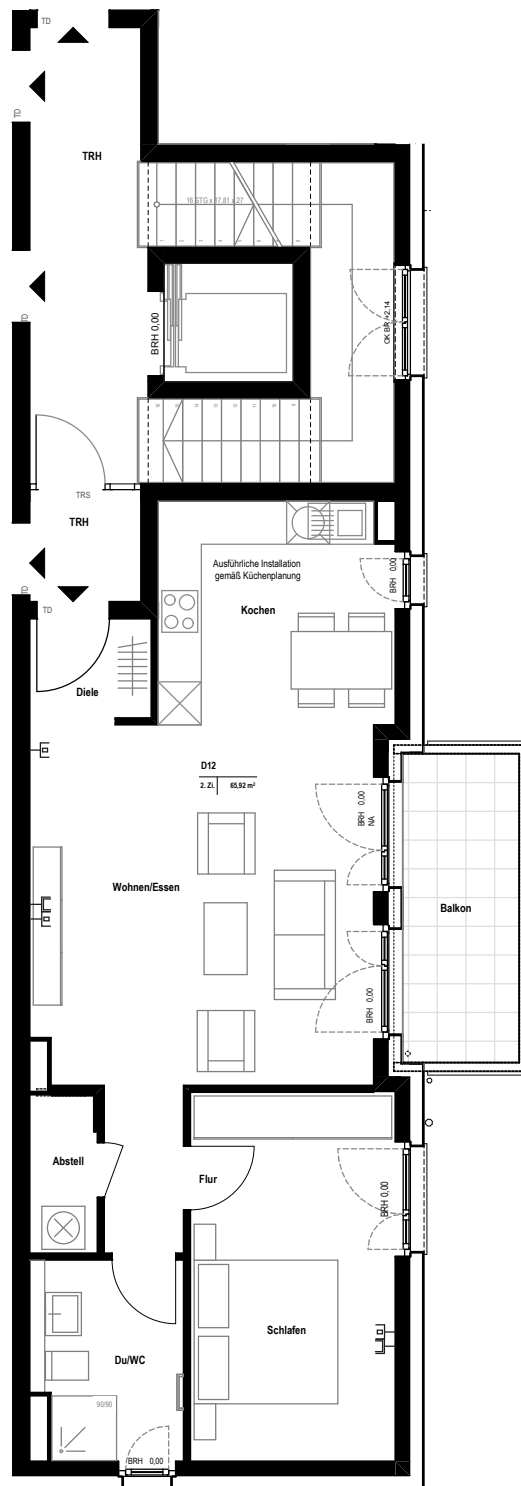 TD
TD
TRH
16 STG x 17,81 x 27
OK BR +2,14
BRH 0,00
TD
TRS
TRH
TD
TD
Ausführliche Installation
gemäß Küchenplanung
Kochen
BRH 0,00
Diele
D12
2. Zi. 65,92 m²
BRH 0,00
NA
Wohnen/Essen
Balkon
BRH 0,00
Abstell
Flur
BRH 0,00
Schlafen
Du/WC
90/90
BRH 0,00